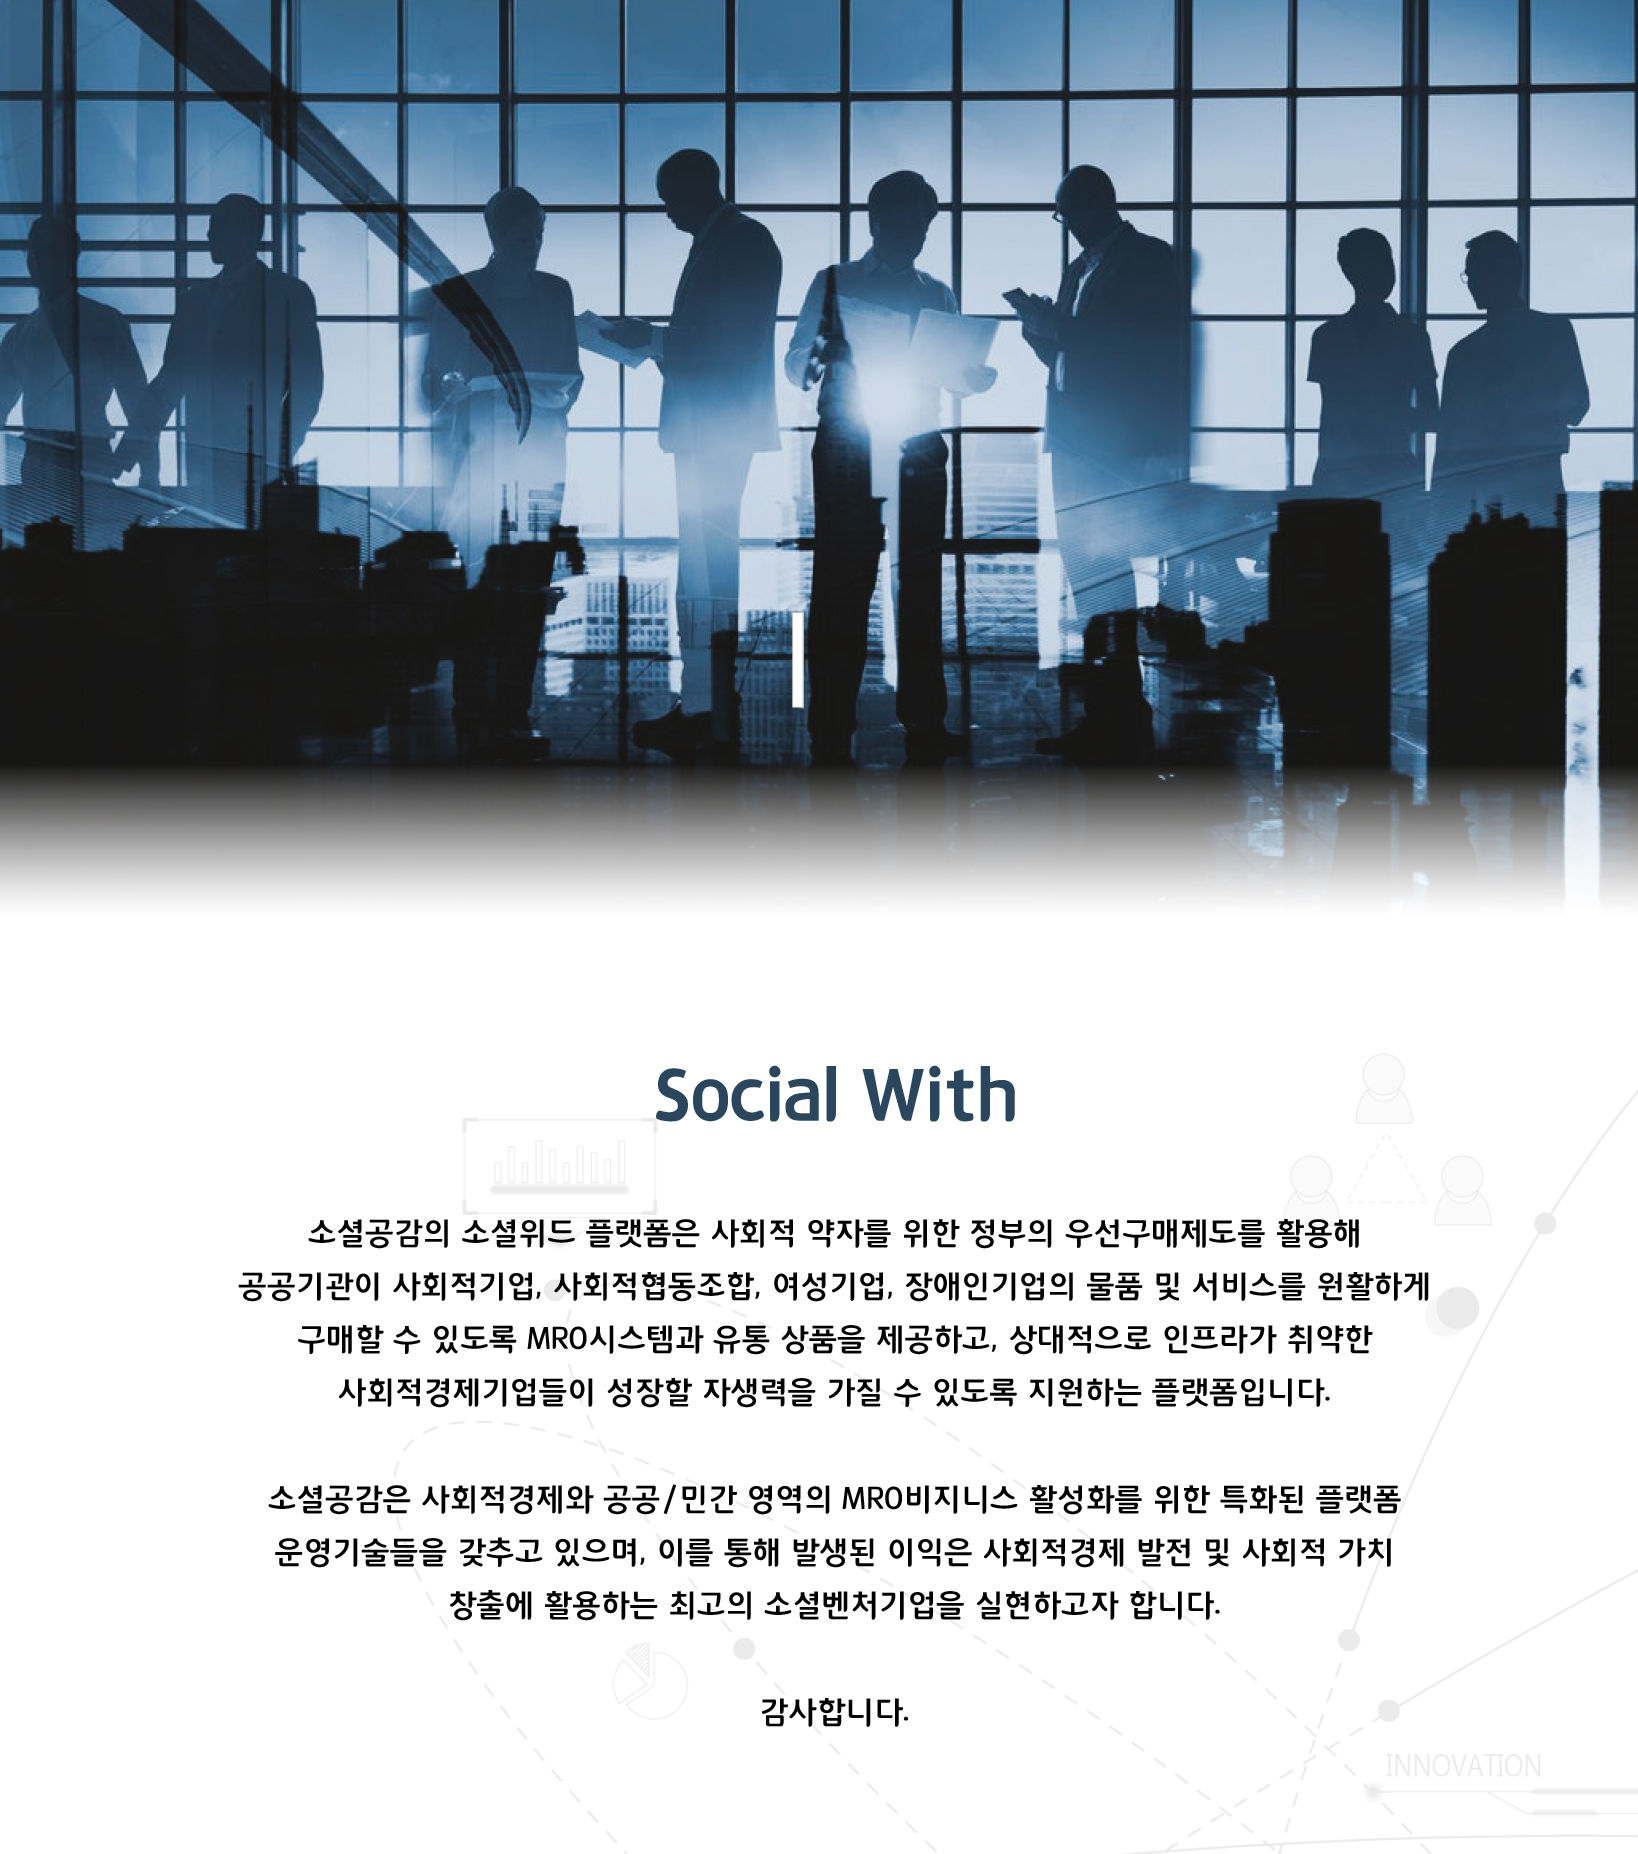 Social With
소셜공감의 소셜위드 플랫폼은 사회적 약자를 위한 정부의 우선구매제도를 활용해
공공기관이 사회적기업, 사회적협동조합, 여성기업, 장애인기업의 물품 및 서비스를 원활하게
구매할 수 있도록 MRO시스템과 유통 상품을 제공하고, 상대적으로 인프라가 취약한
사회적경제기업들이 성장할 자생력을 가질 수 있도록 지원하는 플랫폼입니다.
소셜공감은 사회적경제와 공공/민간 영역의 MRO비지니스 활성화를 위한 특화된 플랫폼
운영기술들을 갖추고 있으며, 이를 통해 발생된 이익은 사회적경제 발전 및 사회적 가치
창출에 활용하는 최고의 소셜벤처기업을 실현하고자 합니다.
감사합니다.
INNOVATION